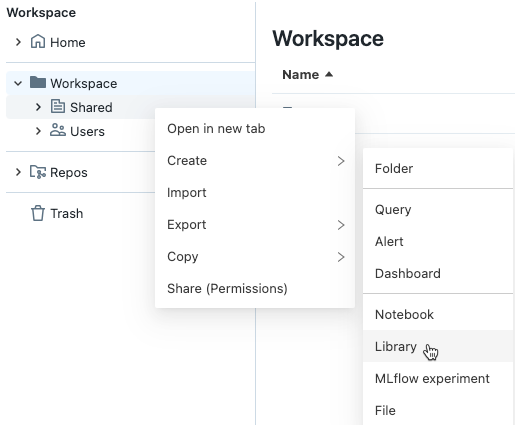 Workspace
Home
Workspace
Shared
Users
Repos
Trash
Workspace
Name
Open in new tab
Create
Import
Export
Copy
Share (Permissions)
Folder
Query
Alert
Dashboard
Notebook
Library
MLflow experiment
File